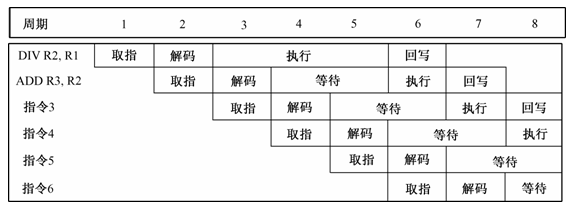 周期 1 2 3 4 5 6 7 8
DIV R2, R1 取指 解码 执行 回写
ADD R3, R2 取指 解码 等待 执行 回写
指令3 取指 解码 等待 执行 回写
指令4 取指 解码 等待 执行
指令5 取指 解码 等待
指令6 取指 解码 等待